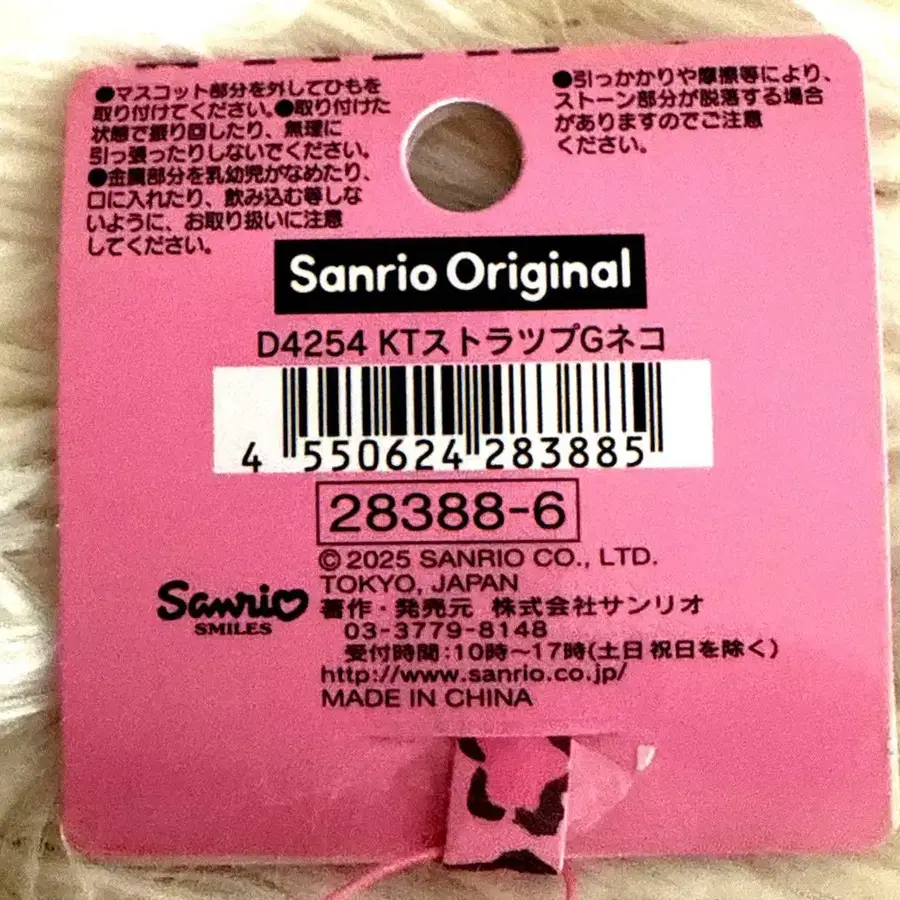 ●マスコット部分を外してひもを
取り付けてください。●取り付けた
状態で振り回したり、無理に
引っ張ったりしないでください。
●金属部分を乳幼児がなめたり、
口に入れたり、飲み込む等しな
いように、お取り扱いに注意
してください。
●引っかかりや摩擦等により、
ストーン部分が脱落する場合
がありますのでご注意
ください。
Sanrio Original
D4254 KTストラップGネコ
4 550624 283885
28388-6
© 2025 SANRIO CO., LTD.
TOKYO, JAPAN
Sanrio
SMILES
著作・発売元 株式会社サンリオ
03-3779-8148
受付時間:10時～17時(土日祝日を除く)
http://www.sanrio.co.jp/
MADE IN CHINA